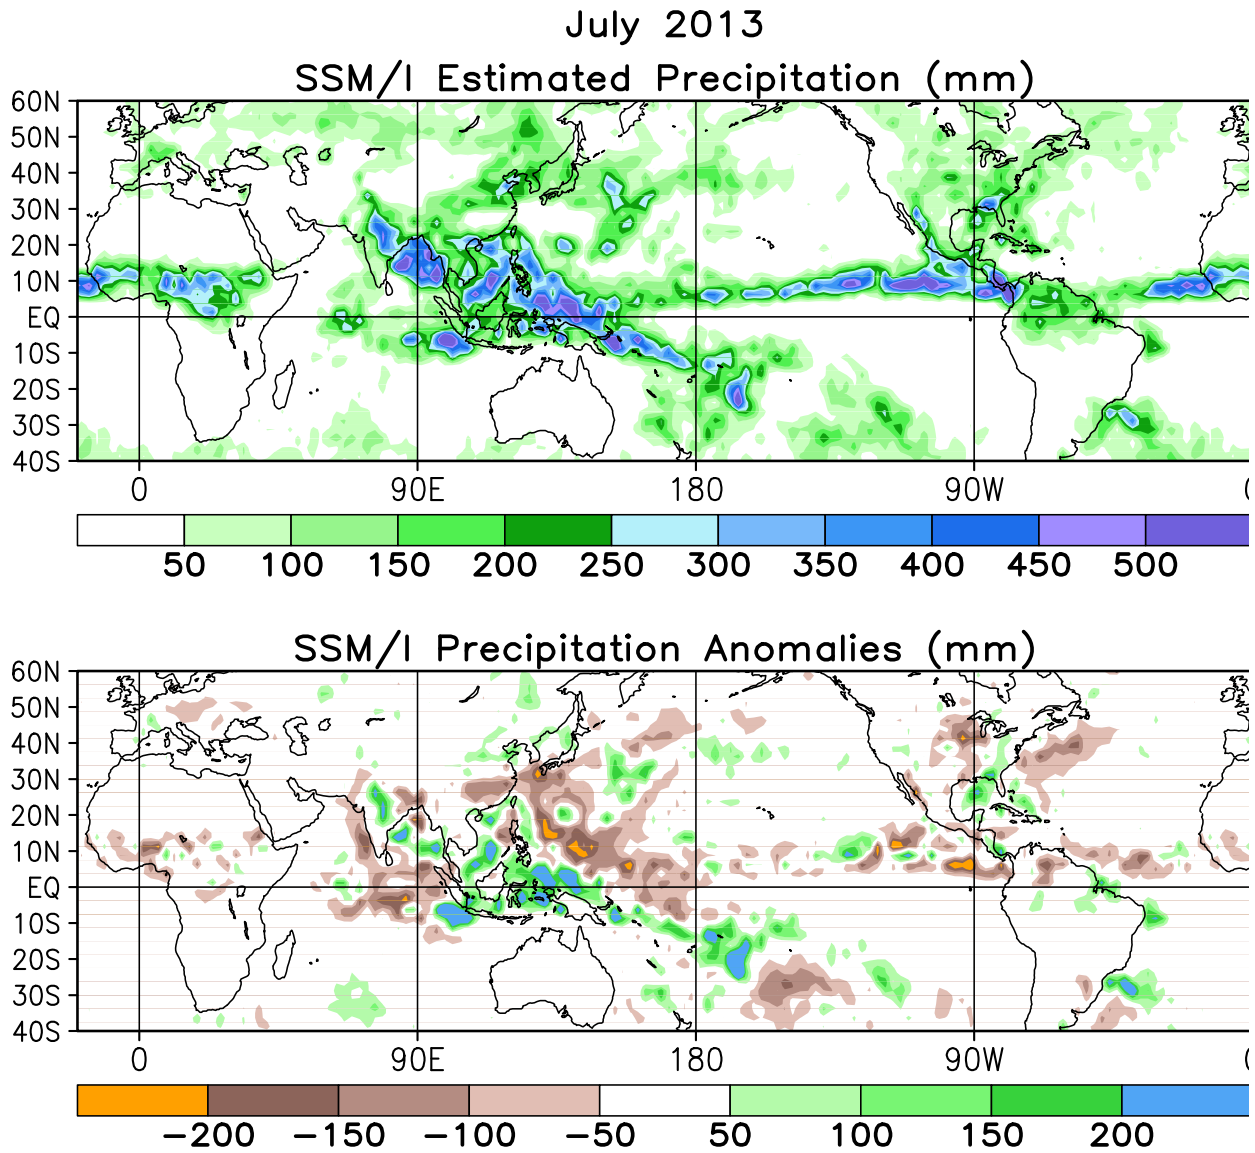 July 2013
SSM/I Estimated Precipitation (mm)
60N
50N
40N
30N
20N
10N
EQ
10S
20S
30S
40S
0 90E 180 90W
50 100 150 200 250 300 350 400 450 500
SSM/I Precipitation Anomalies (mm)
60N
50N
40N
30N
20N
10N
EQ
10S
20S
30S
40S
0 90E 180 90W
−200 −150 −100 −50 50 100 150 200